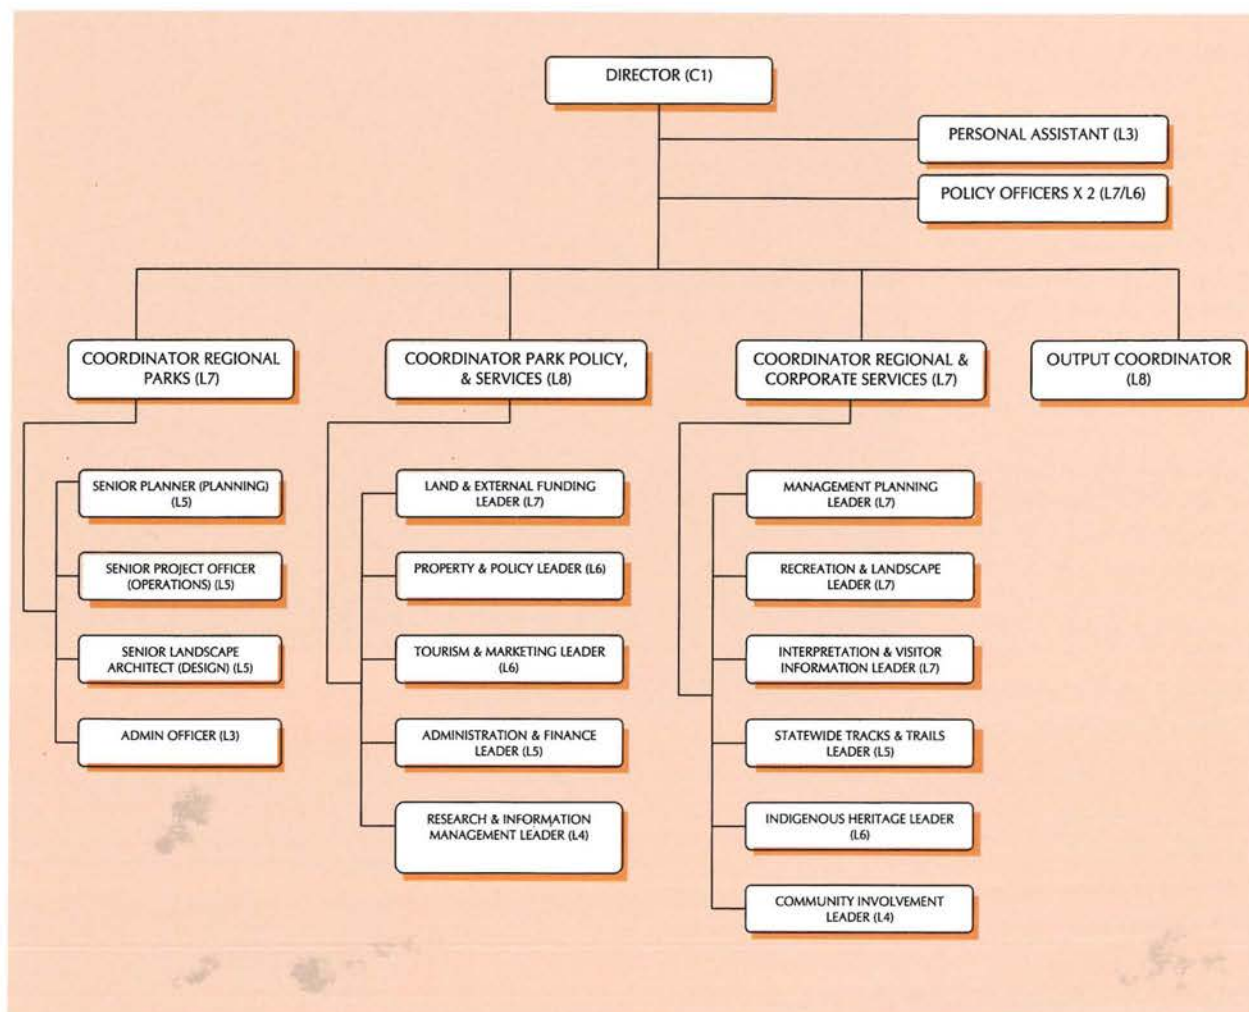 DIRECTOR (C1)
PERSONAL ASSISTANT (L3)
POLICY OFFICERS X 2 (L7/L6)
COORDINATOR REGIONAL
PARKS (L7)
COORDINATOR PARK POLICY,
& SERVICES (L8)
COORDINATOR REGIONAL &
CORPORATE SERVICES (L7)
OUTPUT COORDINATOR
(L8)
SENIOR PLANNER (PLANNING)
(L5)
SENIOR PROJECT OFFICER
(OPERATIONS) (L5)
SENIOR LANDSCAPE
ARCHITECT (DESIGN) (L5)
ADMIN OFFICER (L3)
LAND & EXTERNAL FUNDING
LEADER (L7)
PROPERTY & POLICY LEADER (L6)
TOURISM & MARKETING LEADER
(L6)
ADMINISTRATION & FINANCE
LEADER (L5)
RESEARCH & INFORMATION
MANAGEMENT LEADER (L4)
MANAGEMENT PLANNING
LEADER (L7)
RECREATION & LANDSCAPE
LEADER (L7)
INTERPRETATION & VISITOR
INFORMATION LEADER (L7)
STATEWIDE TRACKS & TRAILS
LEADER (L5)
INDIGENOUS HERITAGE LEADER
(L6)
COMMUNITY INVOLVEMENT
LEADER (L4)